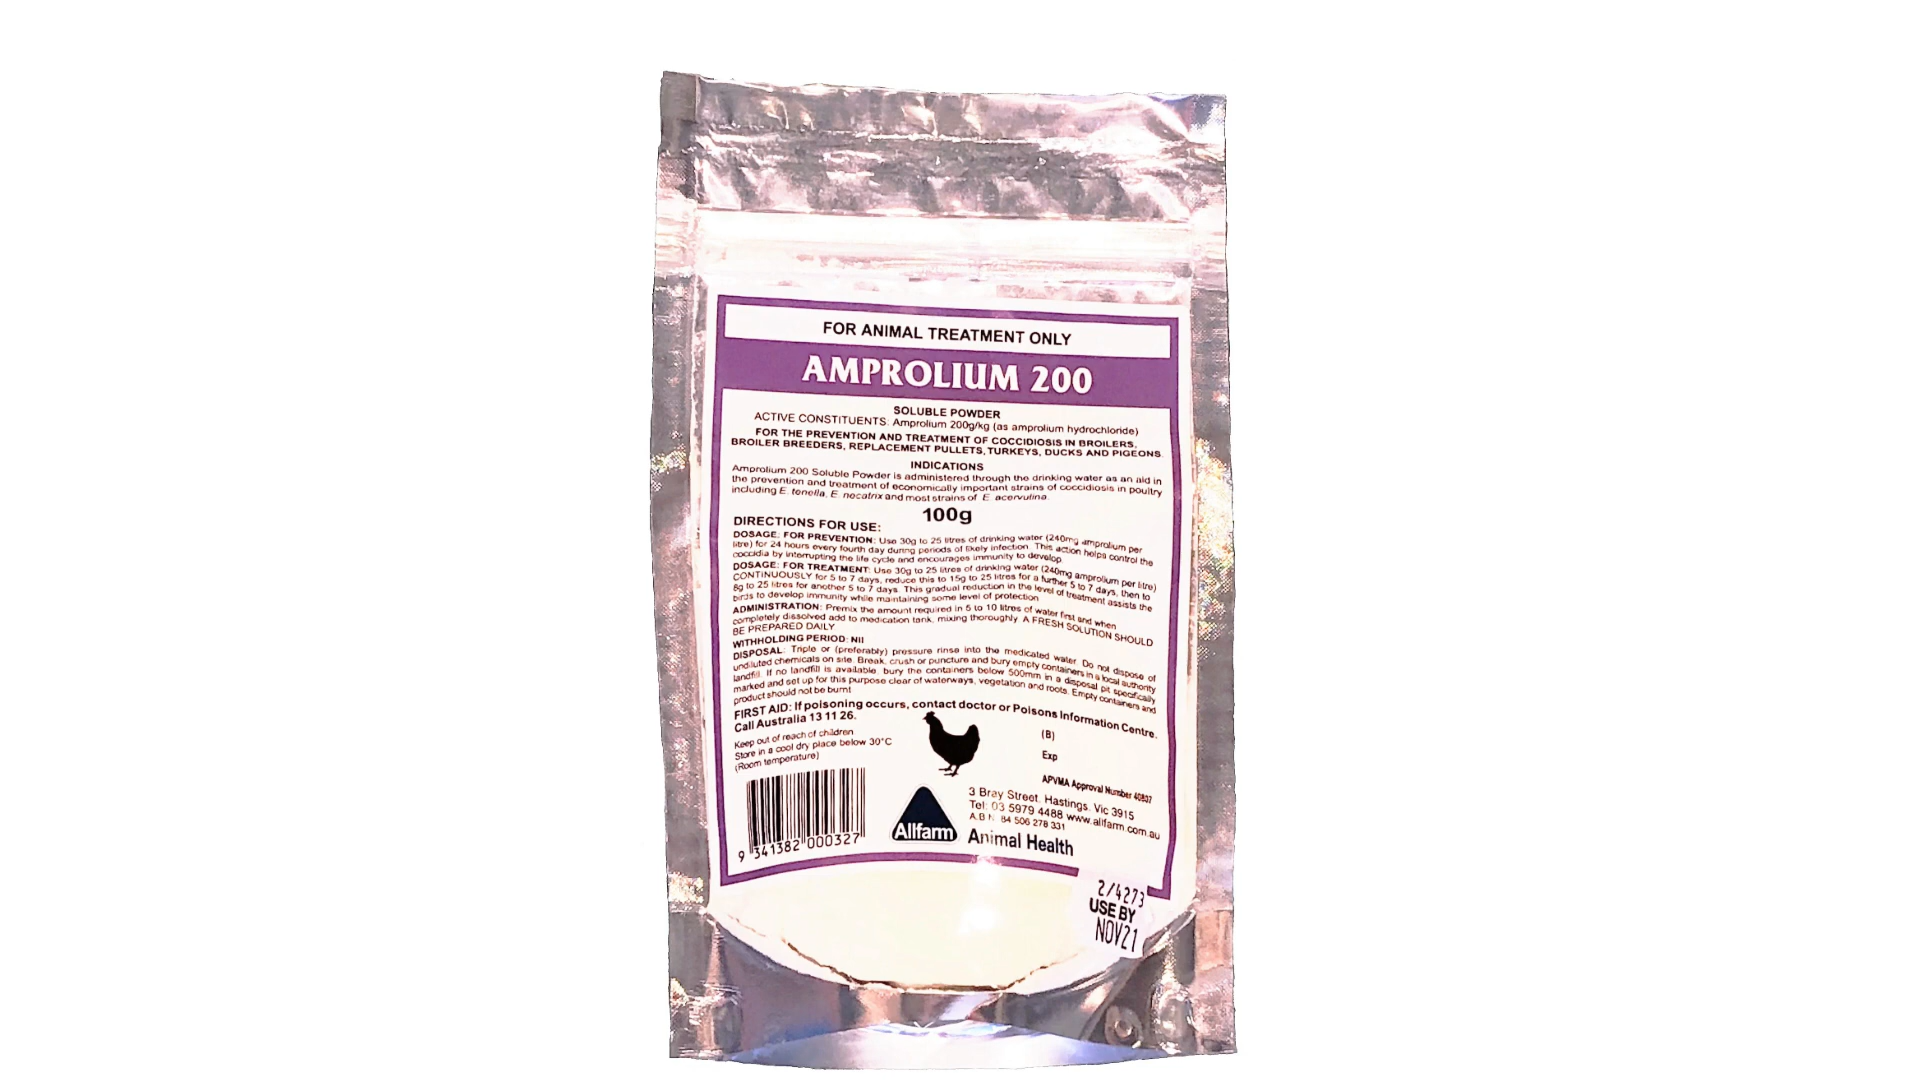 FOR ANIMAL TREATMENT ONLY
AMPROLIUM 200
SOLUBLE POWDER
ACTIVE CONSTITUENTS: Amprolium 200g/kg (as amprolium hydrochloride)
FOR THE PREVENTION AND TREATMENT OF COCCIDIOSIS IN BROILERS,
BROILER BREEDERS, REPLACEMENT PULLETS, TURKEYS, DUCKS AND PIGEONS.
INDICATIONS
Amprolium 200 Soluble Powder is administered through the drinking water as an aid in
the prevention and treatment of economically important strains of coccidiosis in poultry
including E. tenella, E. necatrix and most strains of E. acervulina.
100g
DIRECTIONS FOR USE:
DOSAGE: FOR PREVENTION: Use 30g to 25 litres of drinking water (240mg amprolium per
litre) for 24 hours every fourth day during periods of likely infection. This action helps control the
coccidia by interrupting the life cycle and encourages immunity to develop.
DOSAGE: FOR TREATMENT: Use 30g to 25 litres of drinking water (240mg amprolium per litre)
CONTINUOUSLY for 5 to 7 days, reduce this to 15g to 25 litres for a further 5 to 7 days, then to
8g to 25 litres for another 5 to 7 days. This gradual reduction in the level of treatment assists the
birds to develop immunity while maintaining some level of protection.
ADMINISTRATION: Premix the amount required in 5 to 10 litres of water first and when
completely dissolved add to medication tank, mixing thoroughly. A FRESH SOLUTION SHOULD
BE PREPARED DAILY
WITHHOLDING PERIOD: Nil
DISPOSAL: Triple or (preferably) pressure rinse into the medicated water. Do not dispose of
undiluted chemicals on site. Break, crush or puncture and bury empty containers in a local authority
landfill. If no landfill is available, bury the containers below 500mm in a disposal pit specifically
marked and set up for this purpose clear of waterways, vegetation and roots. Empty containers and
product should not be burnt
FIRST AID: If poisoning occurs, contact doctor or Poisons Information Centre.
Call Australia 13 11 26.
Keep out of reach of children
Store in a cool dry place below 30°C
(Room temperature)
(B)
Exp
APVMA Approval Number 40807
3 Bray Street, Hastings, Vic 3915
Tel: 03 5979 4488 www.allfarm.com.au
A.B.N. 84 506 278 331
Allfarm Animal Health
9 341382 000327
2/4273
USE BY
NOV21